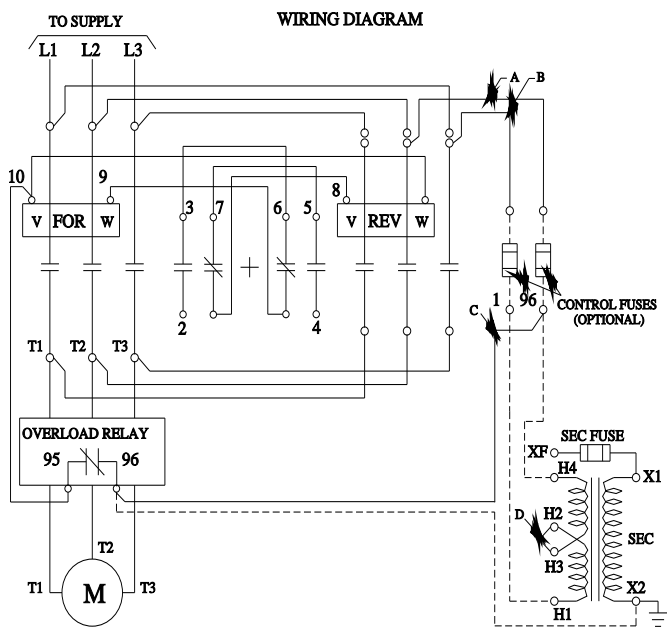 WIRING DIAGRAM
TO SUPPLY
L1 L2 L3
A B
10 9 8
3 7 6 5
V FOR W
V REV W
1 96
CONTROL FUSES
(OPTIONAL)
C
2 4
T1 T2 T3
OVERLOAD RELAY
95 96
SEC FUSE
XF
H4 X1
D H2
H3
SEC
X2
H1
T2
T1 M T3